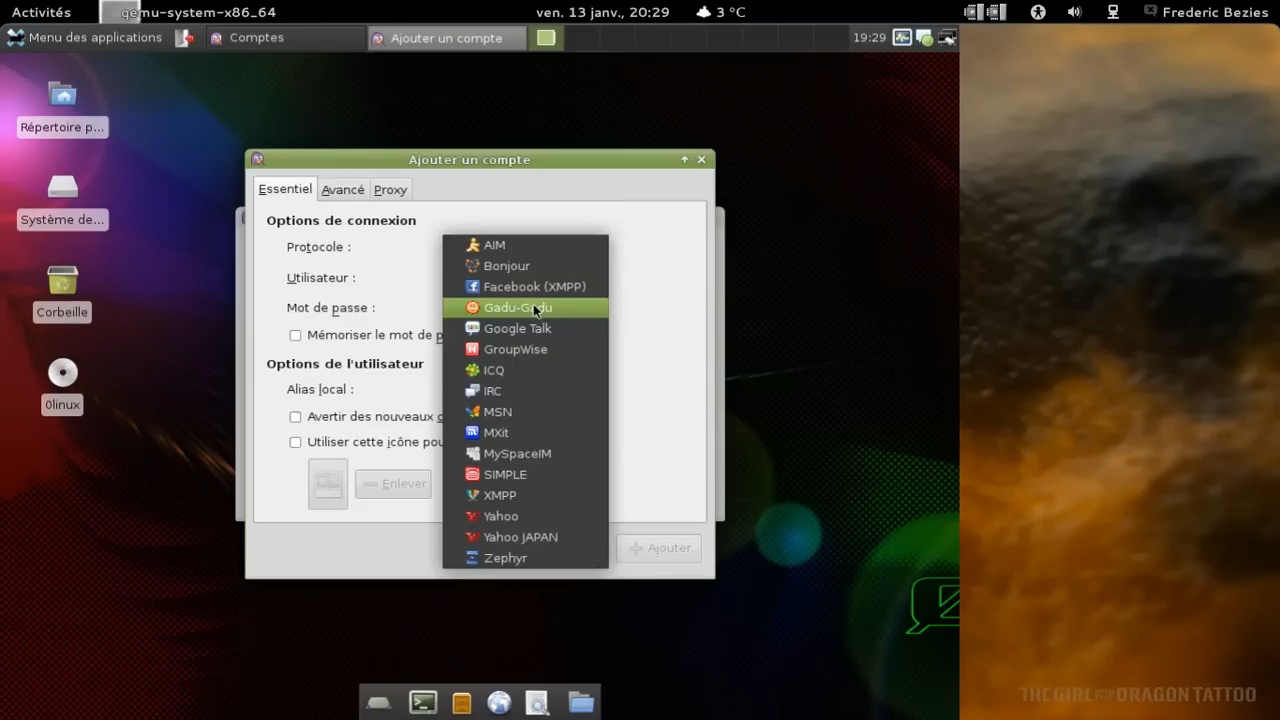 Activités
qemu-system-x86_64
ven. 13 janv., 20:29
3 °C
Frederic Bezies
Menu des applications
Comptes
Ajouter un compte
19:29
Répertoire p...
Système de...
Corbeille
0linux
Ajouter un compte
Essentiel
Avancé
Proxy
Options de connexion
Protocole :
Utilisateur :
Mot de passe :
Mémoriser le mot de p
Options de l'utilisateur
Alias local :
Avertir des nouveaux c
Utiliser cette icône pou
Enlever
AIM
Bonjour
Facebook (XMPP)
Gadu-Gadu
Google Talk
GroupWise
ICQ
IRC
MSN
MXit
MySpaceIM
SIMPLE
XMPP
Yahoo
Yahoo JAPAN
Zephyr
Ajouter
THE GIRL WITH THE DRAGON TATTOO